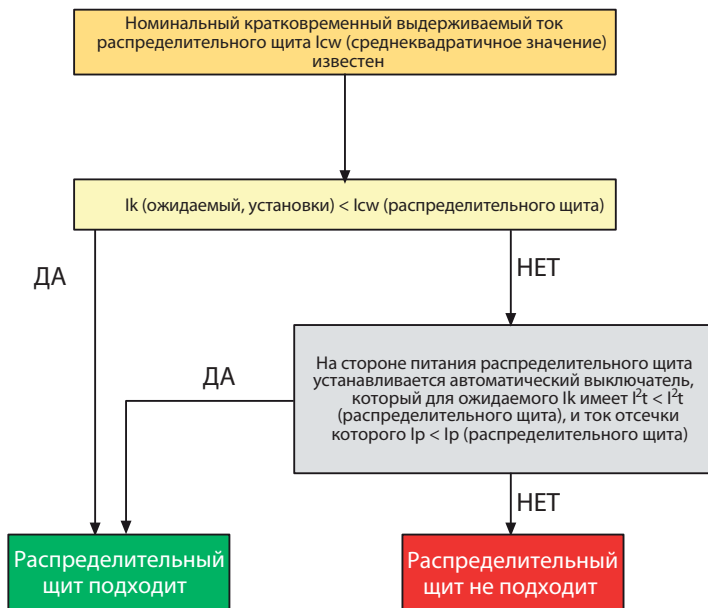 Номинальный кратковременный выдерживаемый ток
распределительного щита Icw (среднеквадратичное значение)
известен
Ik (ожидаемый, установки) < Icw (распределительного щита)
ДА
НЕТ
На стороне питания распределительного щита
устанавливается автоматический выключатель,
который для ожидаемого Ik имеет I²t < I²t
(распределительного щита), и ток отсечки
которого Ip < Ip (распределительного щита)
ДА
НЕТ
Распределительный
щит подходит
Распределительный
щит не подходит